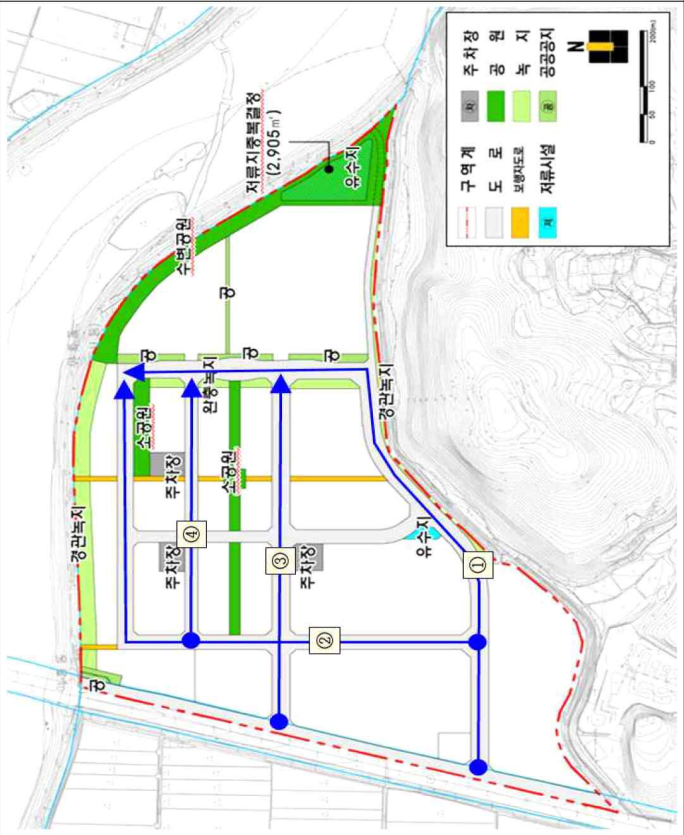 저류지중복결정
(2,905㎡)
유수지
수변공원
공
공
공
공
완충녹지
경관녹지
소공원
주차장
소공원
경관녹지
주차장
④
③
주차장
유수지
①
②
공
N
구 역 계
도 로
보행자도로
저 저류시설
차 주 차 장
공 원
녹 지
공 공공공지
0 50 100 200(m)